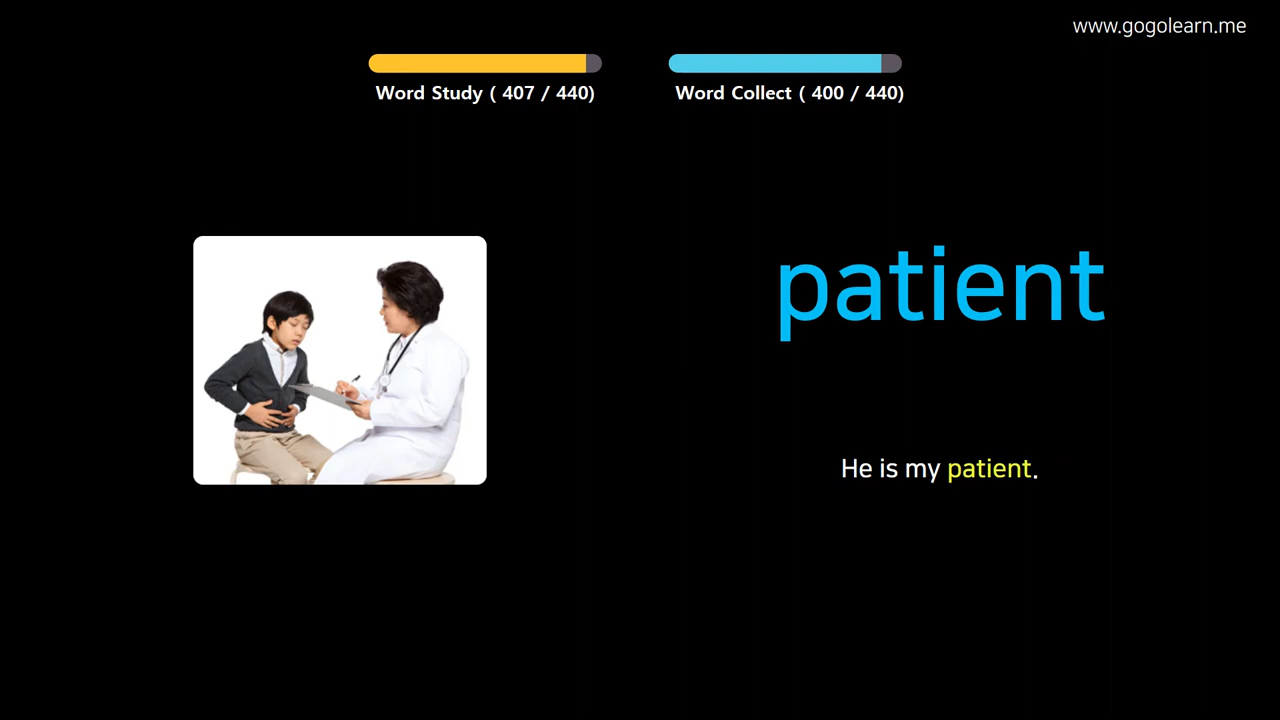 www.gogolearn.me
Word Study ( 407 / 440)
Word Collect ( 400 / 440)
patient
He is my patient.